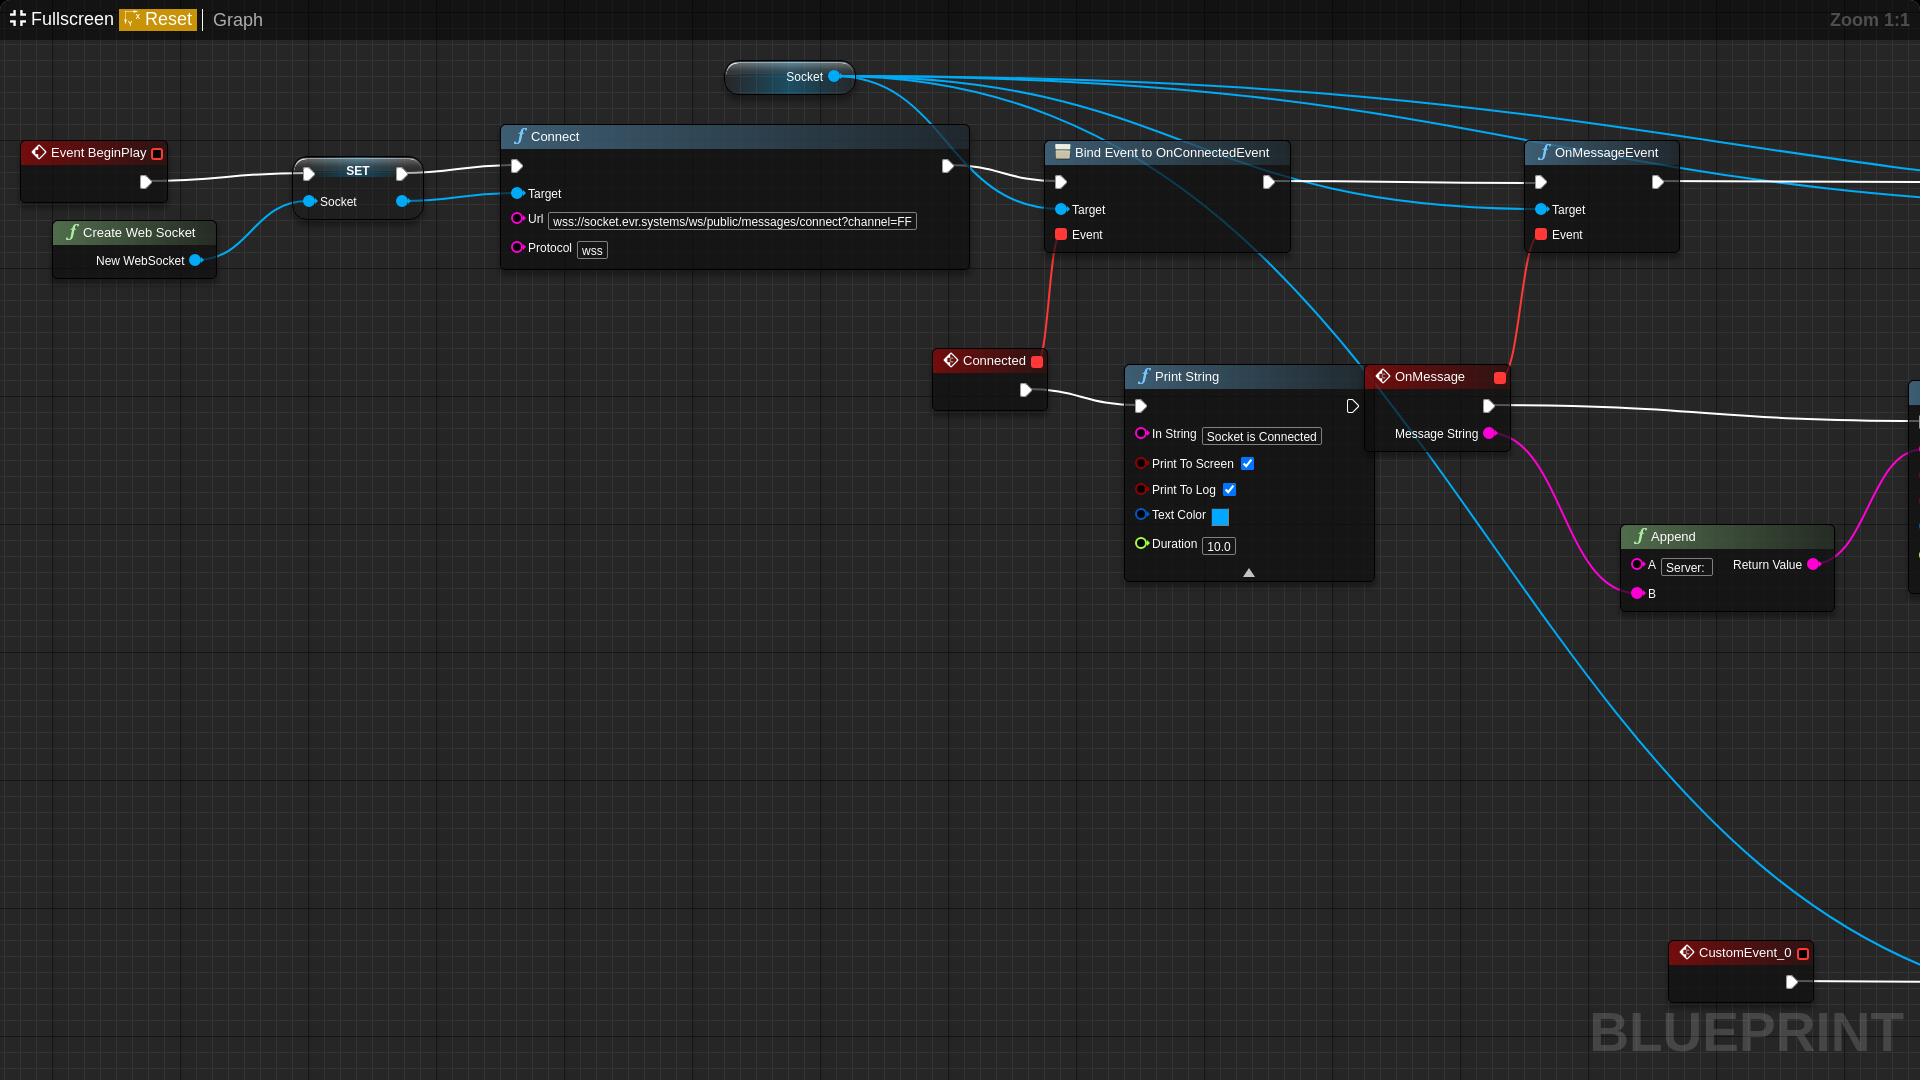 Fullscreen Reset Graph
Zoom 1:1
Socket
Event BeginPlay
SET
Socket
Create Web Socket
New WebSocket
Connect
Target
Url wss://socket.evr.systems/ws/public/messages/connect?channel=FF
Protocol wss
Bind Event to OnConnectedEvent
Target
Event
OnMessageEvent
Target
Event
Connected
Print String
In String Socket is Connected
Print To Screen
Print To Log
Text Color
Duration 10.0
OnMessage
Message String
Append
A Server: Return Value
B
CustomEvent_0
BLUEPRINT